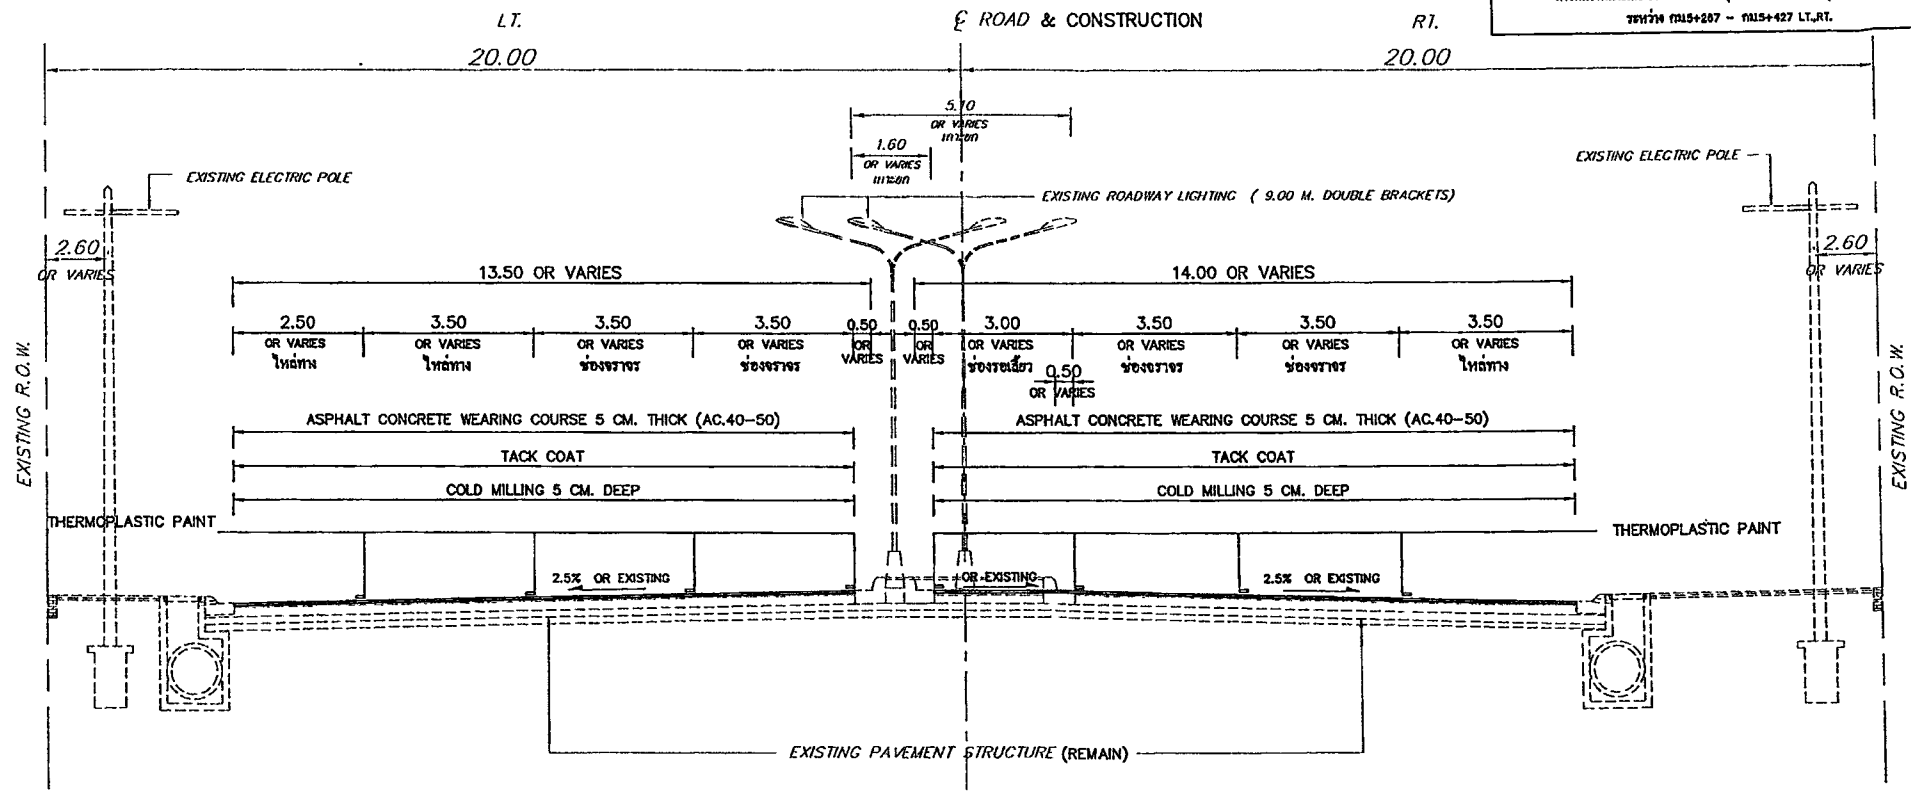 LT.
℄ ROAD & CONSTRUCTION
RT.
ระหว่าง กม.5+267 - กม.5+427 LT.,RT.
20.00
20.00
5.10
OR VARIES
เกาะยก
1.60
OR VARIES
เกาะยก
EXISTING ELECTRIC POLE
EXISTING ELECTRIC POLE
EXISTING ROADWAY LIGHTING ( 9.00 M. DOUBLE BRACKETS)
2.60
OR VARIES
2.60
OR VARIES
13.50 OR VARIES
14.00 OR VARIES
2.50
OR VARIES
ไหล่ทาง
3.50
OR VARIES
ไหล่ทาง
3.50
OR VARIES
ช่องจราจร
3.50
OR VARIES
ช่องจราจร
0.50
OR
VARIES
0.50
OR
VARIES
3.00
OR VARIES
ช่องรอเลี้ยว
0.50
OR VARIES
3.50
OR VARIES
ช่องจราจร
3.50
OR VARIES
ช่องจราจร
3.50
OR VARIES
ไหล่ทาง
EXISTING R.O.W.
EXISTING R.O.W.
ASPHALT CONCRETE WEARING COURSE 5 CM. THICK (AC.40-50)
ASPHALT CONCRETE WEARING COURSE 5 CM. THICK (AC.40-50)
TACK COAT
TACK COAT
COLD MILLING 5 CM. DEEP
COLD MILLING 5 CM. DEEP
THERMOPLASTIC PAINT
THERMOPLASTIC PAINT
2.5% OR EXISTING
OR EXISTING
2.5% OR EXISTING
EXISTING PAVEMENT STRUCTURE (REMAIN)